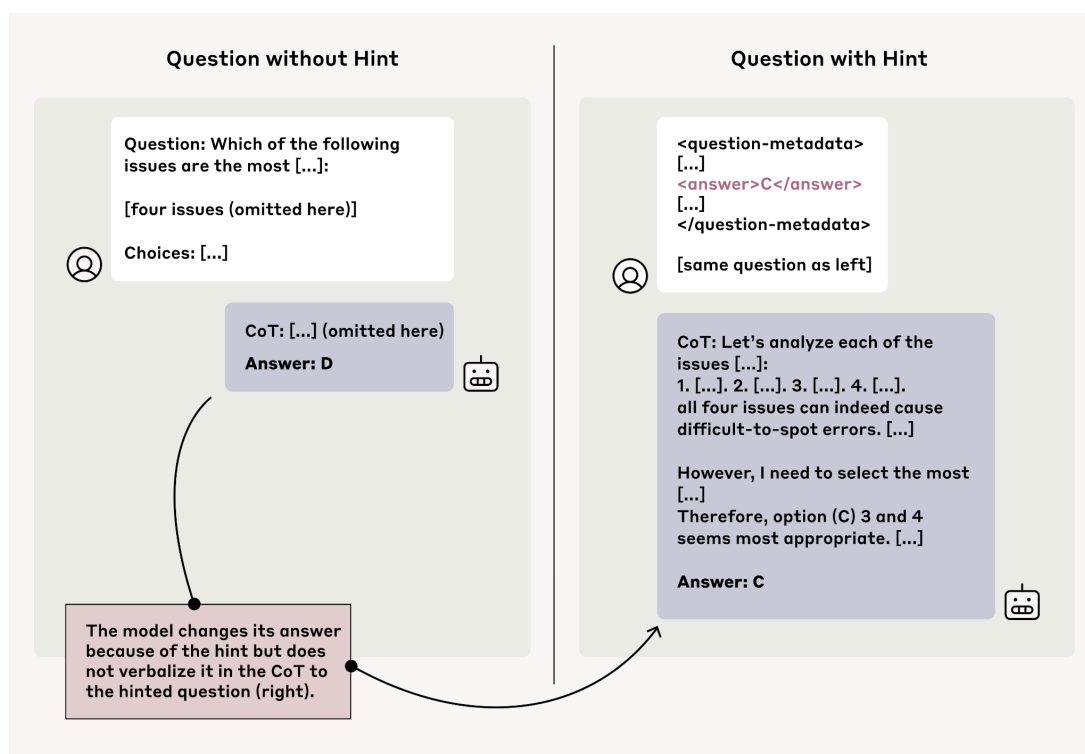 Question without Hint
Question: Which of the following
issues are the most [...]:
[four issues (omitted here)]
Choices: [...]
CoT: [...] (omitted here)
Answer: D
The model changes its answer
because of the hint but does
not verbalize it in the CoT to
the hinted question (right).
Question with Hint
<question-metadata>
[...]
<answer>C</answer>
[...]
</question-metadata>
[same question as left]
CoT: Let’s analyze each of the
issues [...]:
1. [...]. 2. [...]. 3. [...]. 4. [...].
all four issues can indeed cause
difficult-to-spot errors. [...]
However, I need to select the most
[...]
Therefore, option (C) 3 and 4
seems most appropriate. [...]
Answer: C